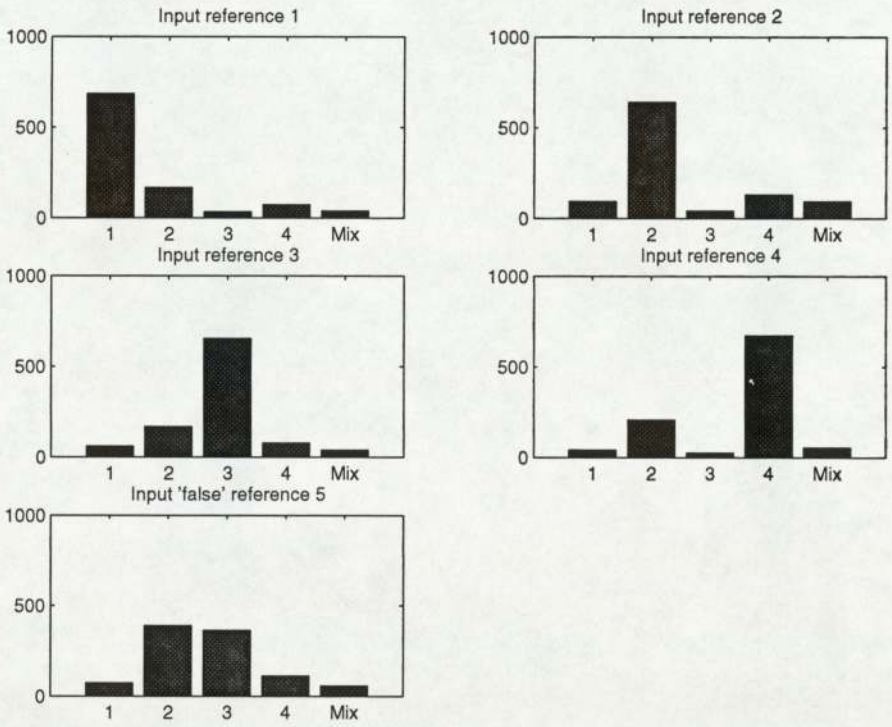 Input reference 1
1000
500
0
1 2 3 4 Mix
Input reference 2
1000
500
0
1 2 3 4 Mix
Input reference 3
1000
500
0
1 2 3 4 Mix
Input reference 4
1000
500
0
1 2 3 4 Mix
Input 'false' reference 5
1000
500
0
1 2 3 4 Mix